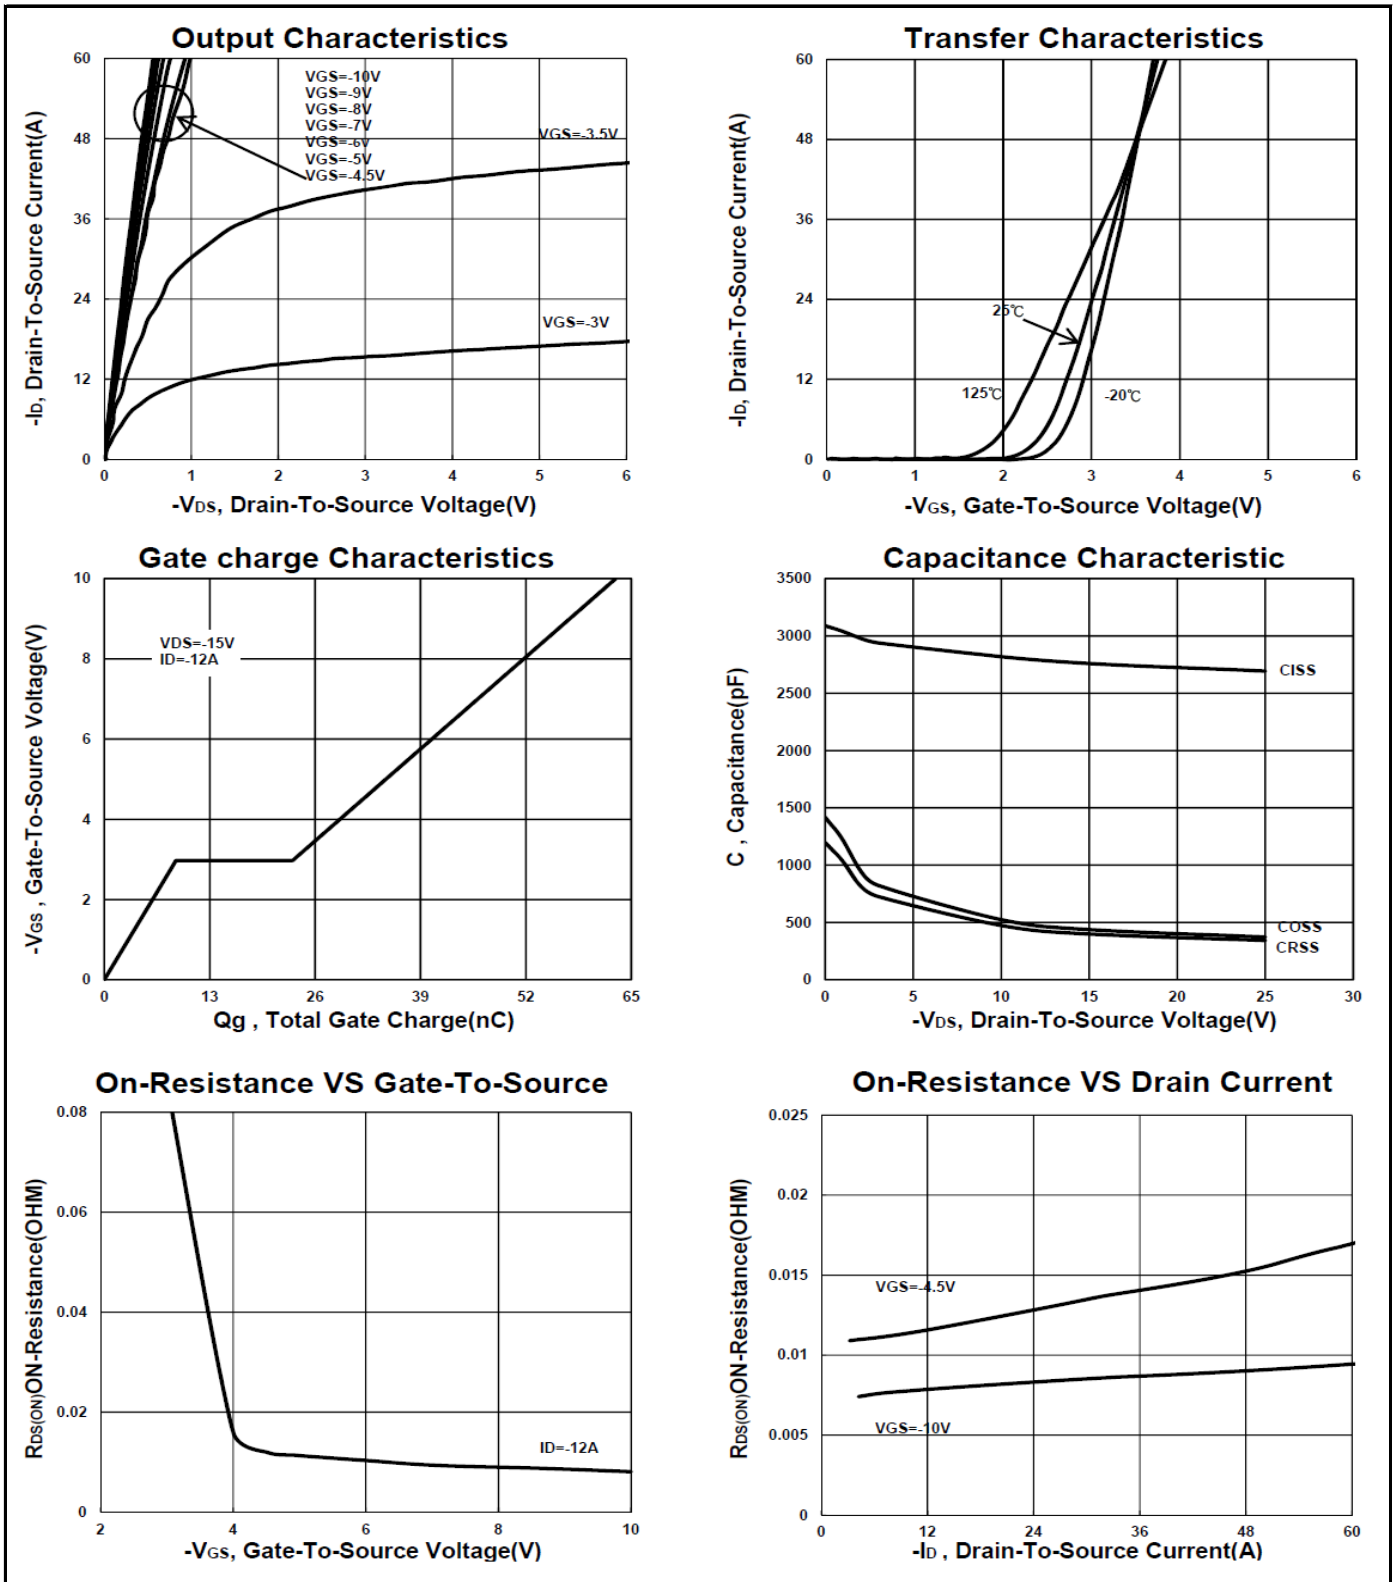 Output Characteristics
-ID, Drain-To-Source Current(A)
60
48
36
24
12
0
VGS=-10V
VGS=-9V
VGS=-8V
VGS=-7V
VGS=-6V
VGS=-5V
VGS=-4.5V
VGS=-3.5V
VGS=-3V
0 1 2 3 4 5 6
-VDS, Drain-To-Source Voltage(V)
Transfer Characteristics
-ID, Drain-To-Source Current(A)
60
48
36
24
12
0
25℃
125℃
-20℃
0 1 2 3 4 5 6
-VGS, Gate-To-Source Voltage(V)
Gate charge Characteristics
-VGS , Gate-To-Source Voltage(V)
10
8
6
4
2
0
VDS=-15V
ID=-12A
0 13 26 39 52 65
Qg , Total Gate Charge(nC)
Capacitance Characteristic
C , Capacitance(pF)
3500
3000
2500
2000
1500
1000
500
0
CISS
COSS
CRSS
0 5 10 15 20 25 30
-VDS, Drain-To-Source Voltage(V)
On-Resistance VS Gate-To-Source
RDS(ON)ON-Resistance(OHM)
0.08
0.06
0.04
0.02
0
ID=-12A
2 4 6 8 10
-VGS, Gate-To-Source Voltage(V)
On-Resistance VS Drain Current
RDS(ON)ON-Resistance(OHM)
0.025
0.02
0.015
0.01
0.005
0
VGS=-4.5V
VGS=-10V
0 12 24 36 48 60
-ID , Drain-To-Source Current(A)